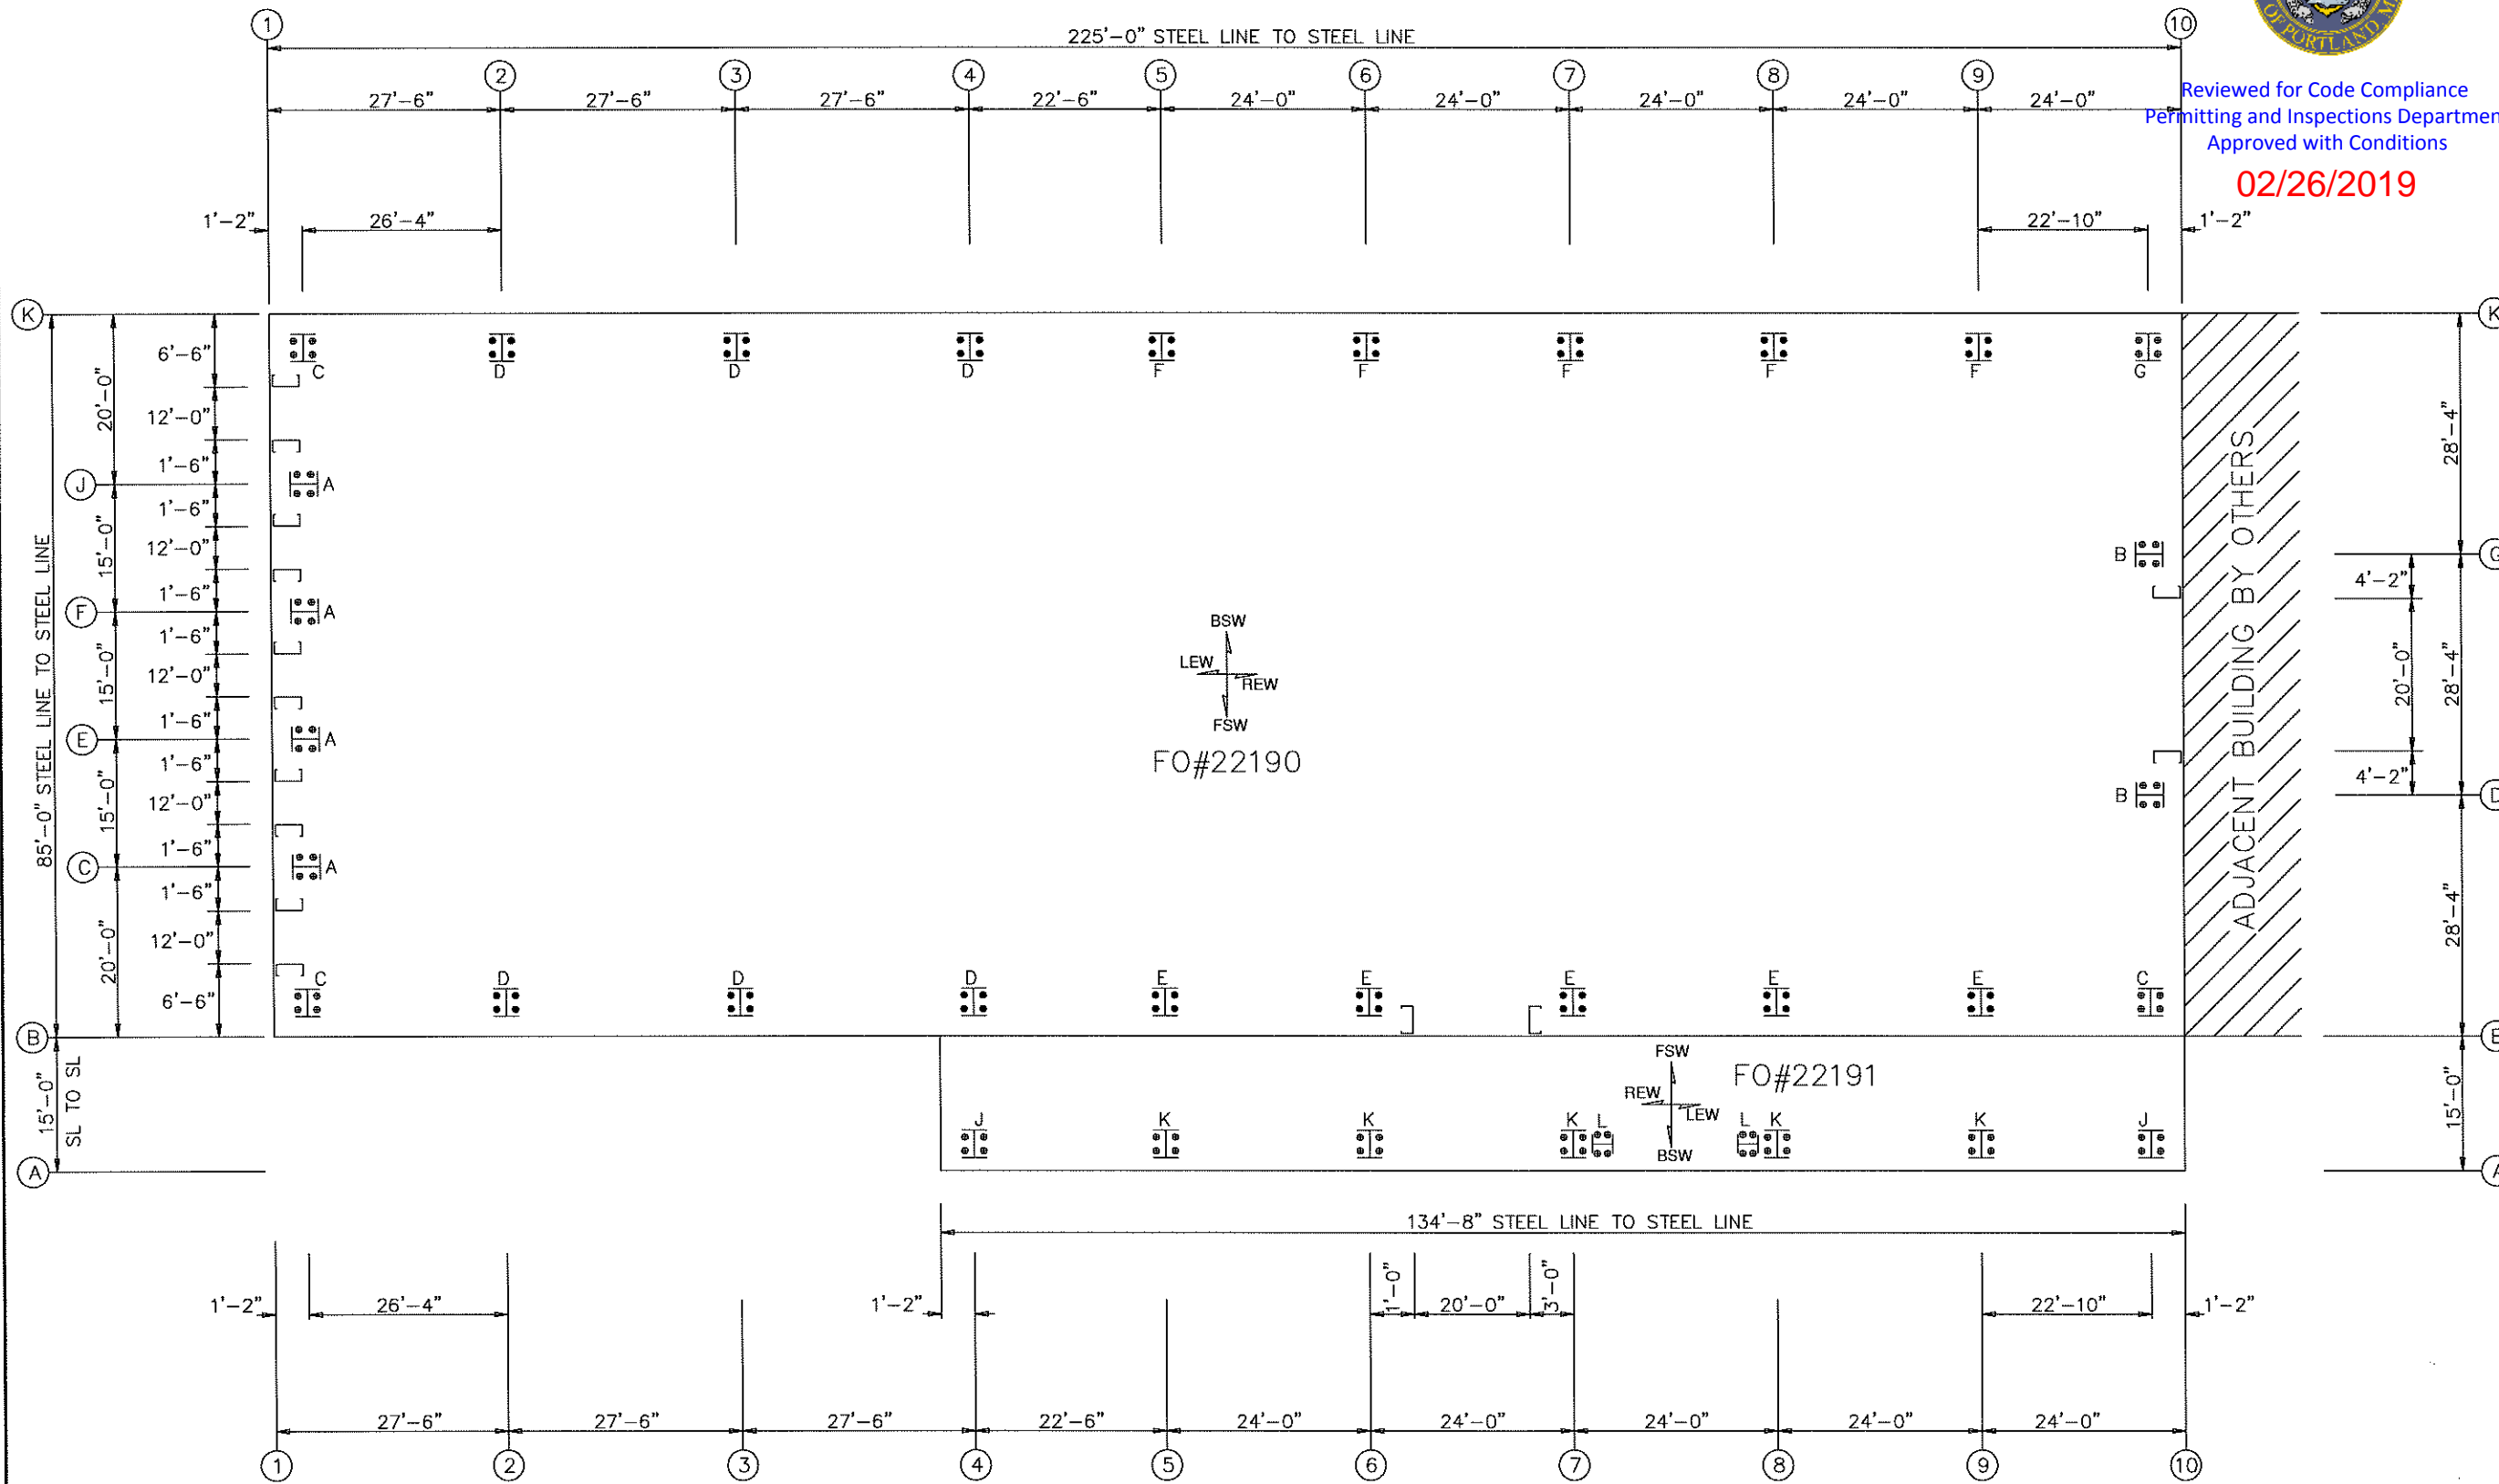 OF PORTLAND, M
Reviewed for Code Compliance
Permitting and Inspections Departmen
Approved with Conditions
02/26/2019
1 10
225'-0" STEEL LINE TO STEEL LINE
2 3 4 5 6 7 8 9
27'-6" 27'-6" 27'-6" 22'-6" 24'-0" 24'-0" 24'-0" 24'-0" 24'-0"
1'-2" 26'-4" 22'-10" 1'-2"
K K
6'-6"
C D D D F F F F F G
20'-0"
12'-0"
28'-4"
1'-6"
J A
1'-6"
15'-0"
12'-0"
B G
1'-6"
4'-2"
F A
1'-6"
85'-0" STEEL LINE TO STEEL LINE
ADJACENT BUILDING BY OTHERS
BSW
LEW
REW
FSW
FO#22190
15'-0"
12'-0"
20'-0"
28'-4"
1'-6"
E A
1'-6"
4'-2"
15'-0"
12'-0"
B D
1'-6"
C A
1'-6"
20'-0"
12'-0"
28'-4"
6'-6"
C D D D E E E E E C
B
15'-0"
SL TO SL
FSW
REW
LEW
BSW
FO#22191
15'-0"
J K K K L L K K J
A A
134'-8" STEEL LINE TO STEEL LINE
1'-2" 26'-4" 1'-2" 1'-0" 20'-0" 3'-0" 22'-10" 1'-2"
27'-6" 27'-6" 27'-6" 22'-6" 24'-0" 24'-0" 24'-0" 24'-0" 24'-0"
1 2 3 4 5 6 7 8 9 10